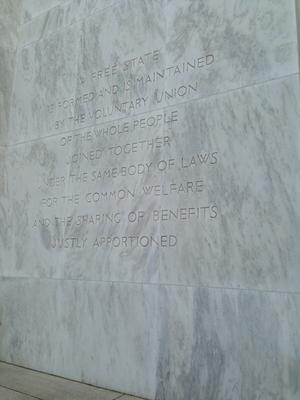 A FREE STATE
IS FORMED AND IS MAINTAINED
BY THE VOLUNTARY UNION
OF THE WHOLE PEOPLE
JOINED TOGETHER
UNDER THE SAME BODY OF LAWS
FOR THE COMMON WELFARE
AND THE SHARING OF BENEFITS
JUSTLY APPORTIONED